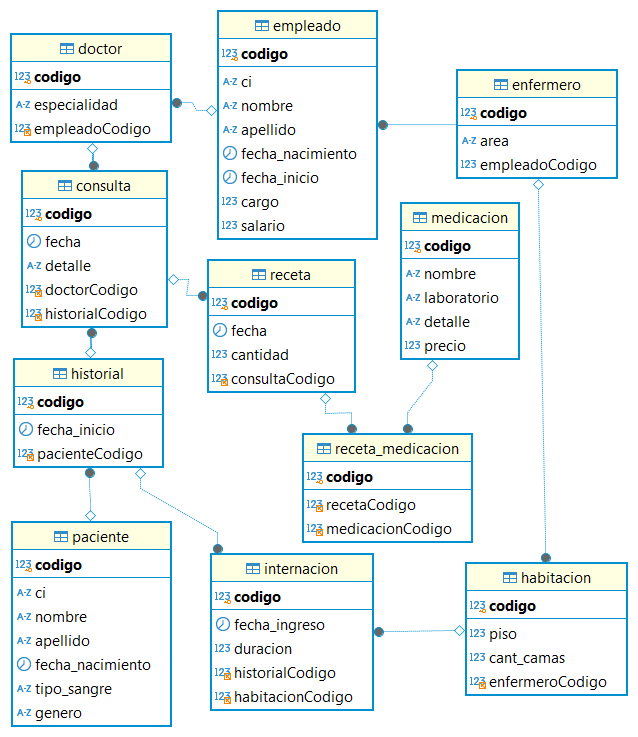 doctor
123 codigo
A-Z especialidad
123 empleadoCodigo
empleado
123 codigo
A-Z ci
A-Z nombre
A-Z apellido
fecha_nacimiento
fecha_inicio
123 cargo
123 salario
enfermero
123 codigo
A-Z area
123 empleadoCodigo
consulta
123 codigo
fecha
A-Z detalle
123 doctorCodigo
123 historialCodigo
medicacion
123 codigo
A-Z nombre
A-Z laboratorio
A-Z detalle
123 precio
receta
123 codigo
fecha
123 cantidad
123 consultaCodigo
historial
123 codigo
fecha_inicio
123 pacienteCodigo
receta_medicacion
123 codigo
123 recetaCodigo
123 medicacionCodigo
paciente
123 codigo
A-Z ci
A-Z nombre
A-Z apellido
fecha_nacimiento
A-Z tipo_sangre
A-Z genero
internacion
123 codigo
fecha_ingreso
123 duracion
123 historialCodigo
123 habitacionCodigo
habitacion
123 codigo
123 piso
123 cant_camas
123 enfermeroCodigo